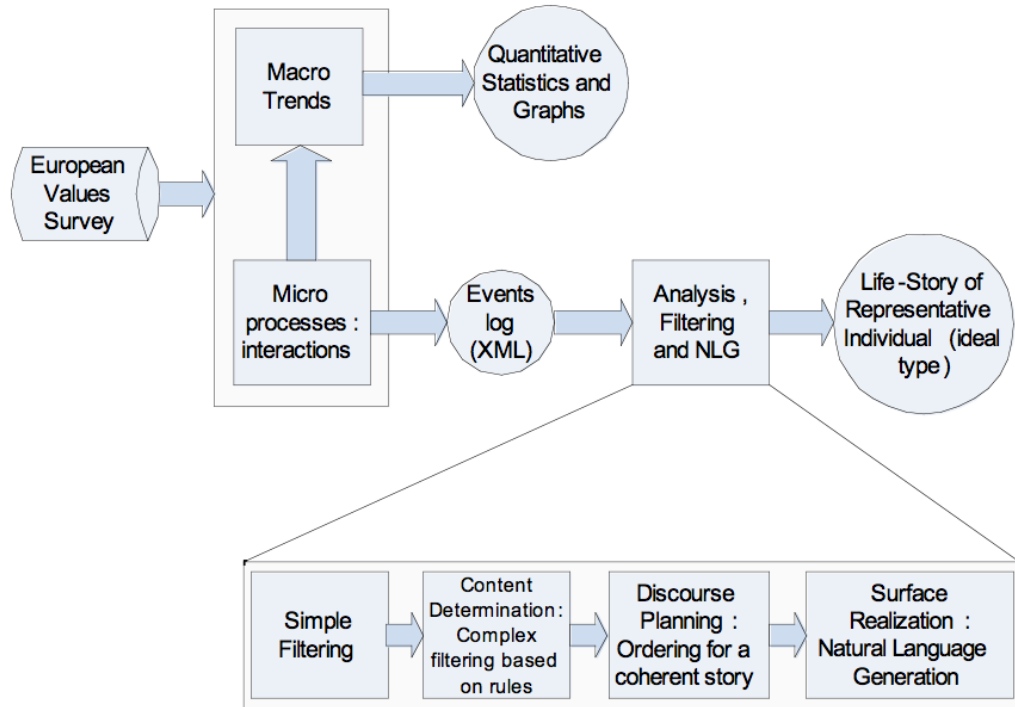 Macro
Trends
Quantitative
Statistics and
Graphs
European
Values
Survey
Micro
processes :
interactions
Events
log
(XML)
Analysis ,
Filtering
and NLG
Life -Story of
Representative
Individual (ideal
type )
Simple
Filtering
Content
Determination :
Complex
filtering based
on rules
Discourse
Planning :
Ordering for a
coherent story
Surface
Realization :
Natural Language
Generation